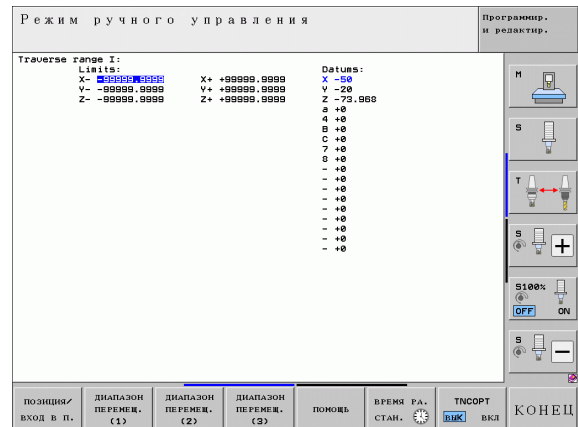 Режим ручного управления
Программир.
и редактир.
Traverse range I:
Limits: Datums:
X- -99999.9999 X+ +99999.9999 X -50
Y- -99999.9999 Y+ +99999.9999 Y -20
Z- -99999.9999 Z+ +99999.9999 Z -73.968
a +0
4 +0
B +0
C +0
7 +0
8 +0
- +0
- +0
- +0
- +0
- +0
- +0
- +0
- +0
- +0
M
S
T
S
S100%
OFF ON
S
ПОЗИЦИЯ/
ВХОД В П.
ДИАПАЗОН
ПЕРЕМЕЩ.
(1)
ДИАПАЗОН
ПЕРЕМЕЩ.
(2)
ДИАПАЗОН
ПЕРЕМЕЩ.
(3)
ПОМОЩЬ
ВРЕМЯ РА.
СТАН.
TNCOPT
ВЫК ВКЛ
КОНЕЦ